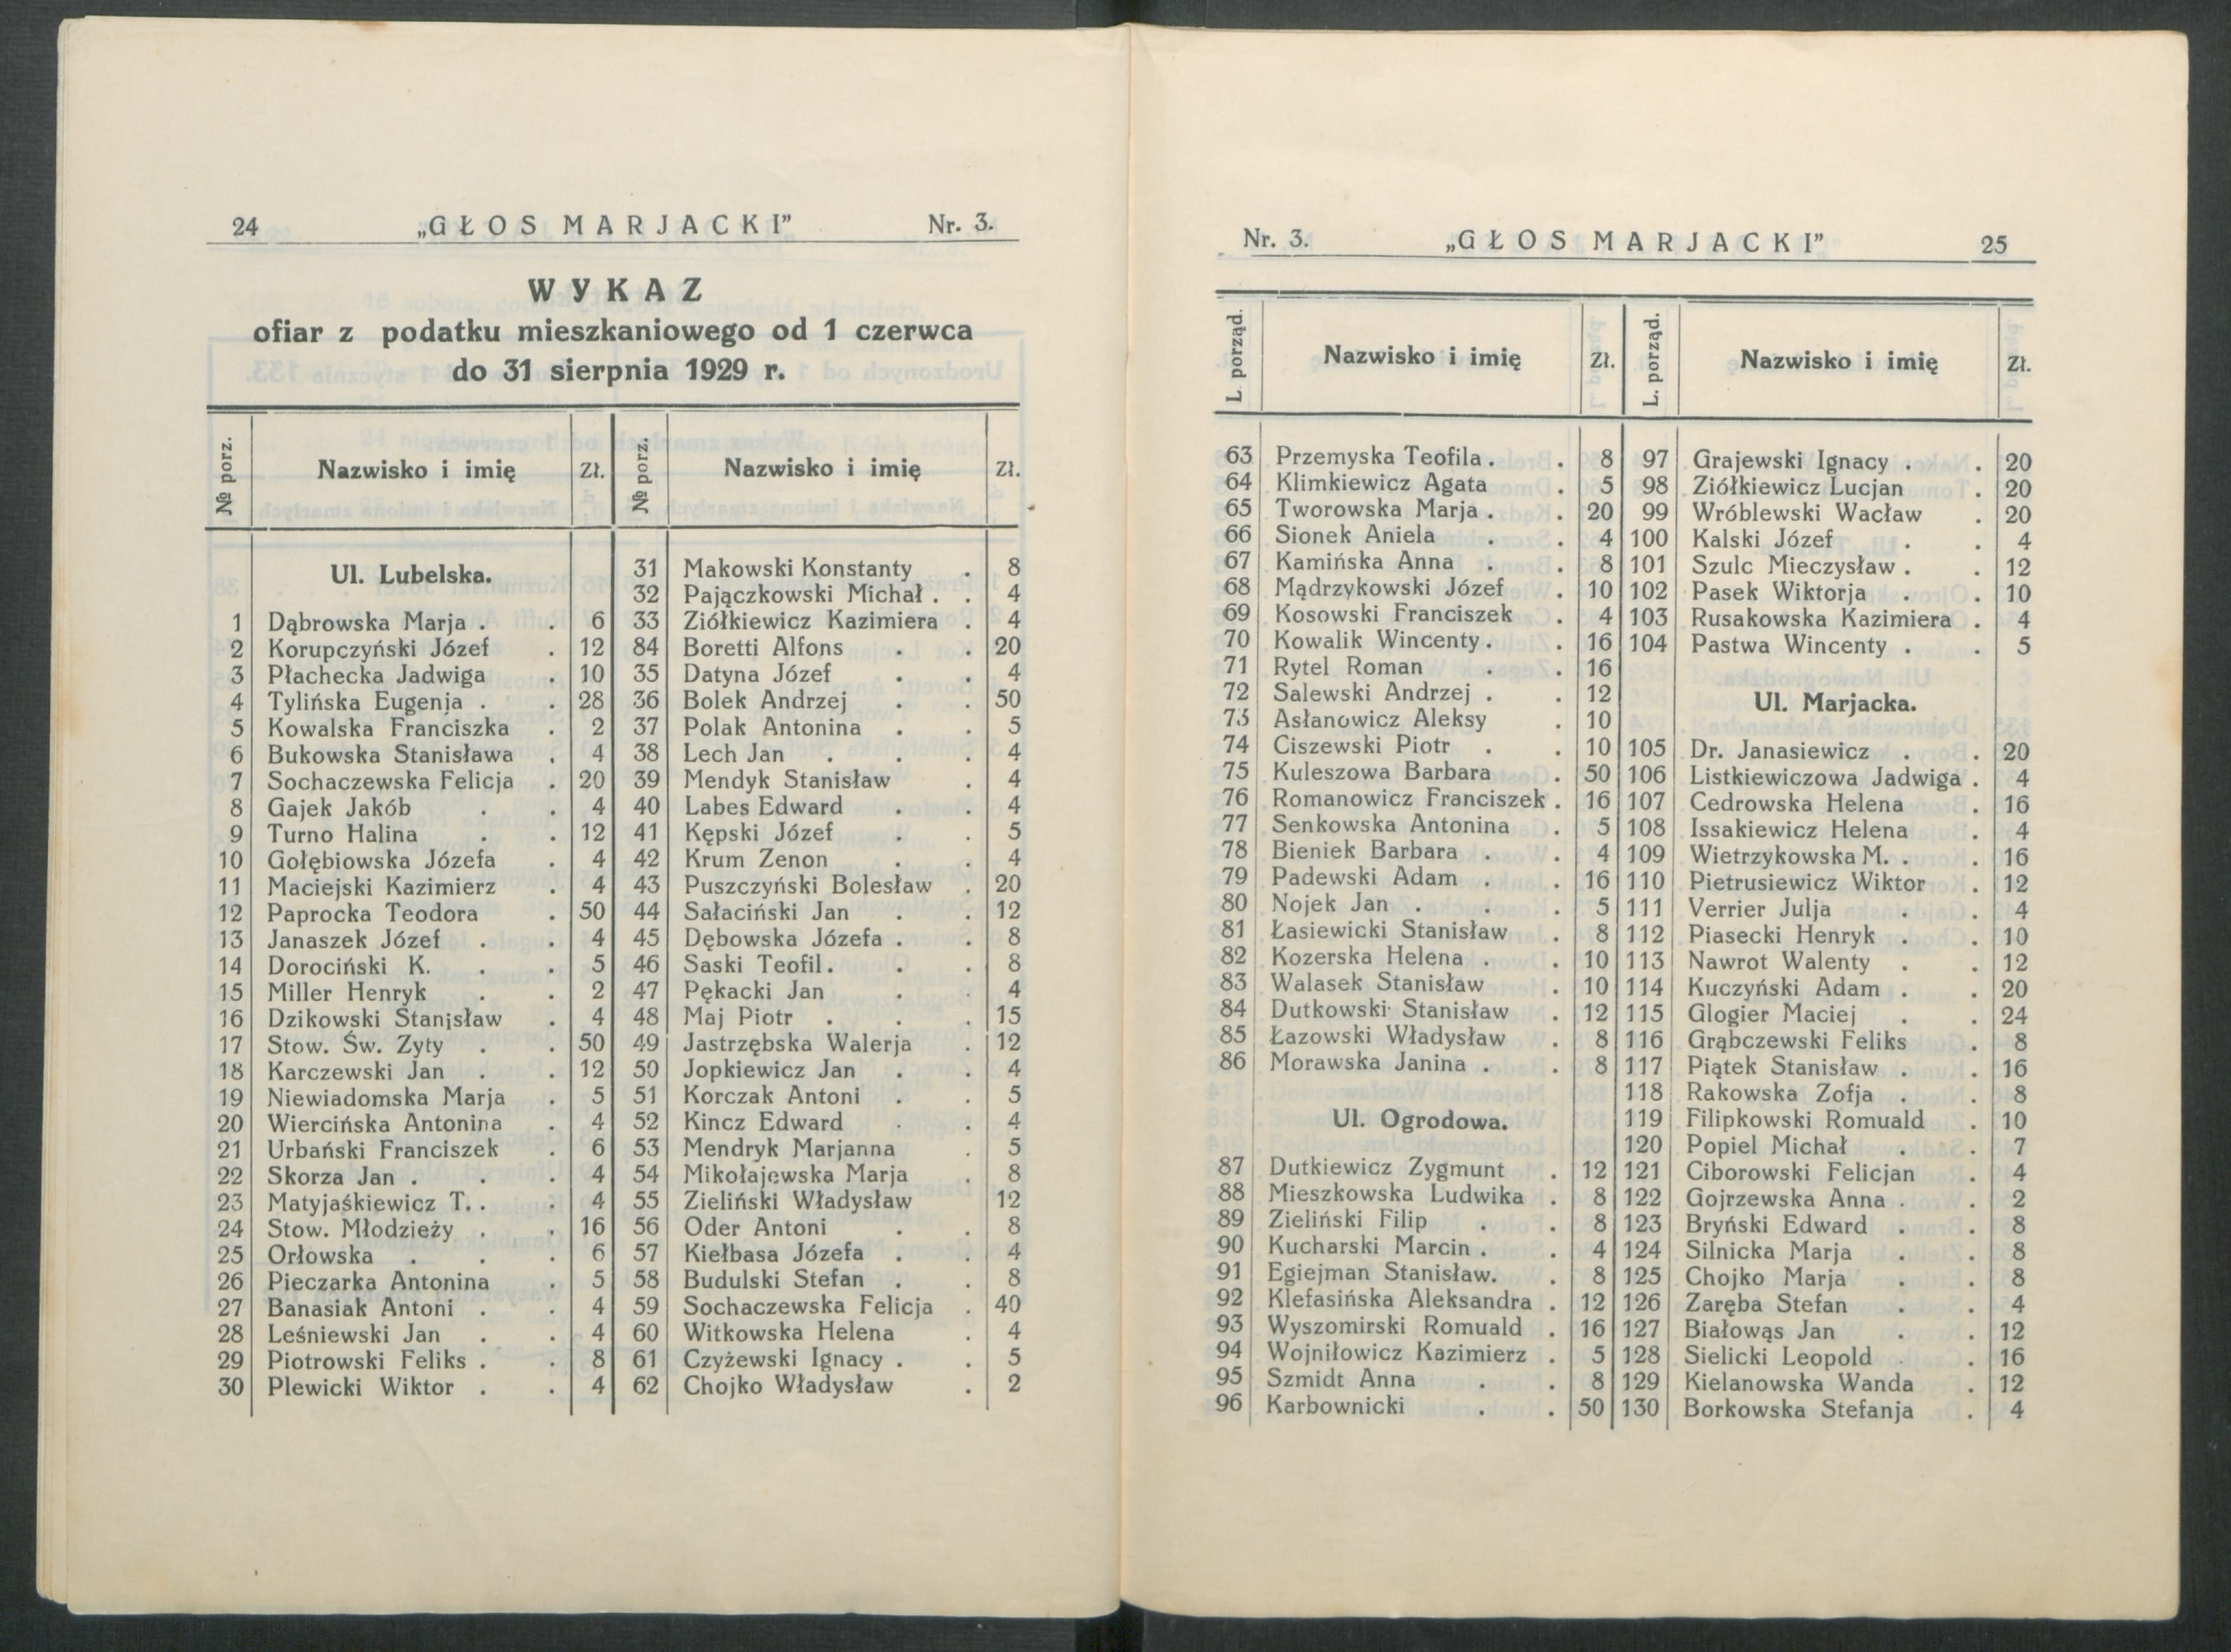 24 „GŁOS MARJACKI” Nr. 3.
WYKAZ
ofiar z podatku mieszkaniowego od 1 czerwca
do 31 sierpnia 1929 r.
№ porz. Nazwisko i imię Zł.
Ul. Lubelska.
1 Dąbrowska Marja . . 6
2 Korupczyński Józef . 12
3 Płachecka Jadwiga . 10
4 Tylińska Eugenja . . 28
5 Kowalska Franciszka . 2
6 Bukowska Stanisława . 4
7 Sochaczewska Felicja . 20
8 Gajek Jakób . . 4
9 Turno Halina . . 12
10 Gołębiowska Józefa . 4
11 Maciejski Kazimierz . 4
12 Paprocka Teodora . 50
13 Janaszek Józef . . 4
14 Dorociński K. . . 5
15 Miller Henryk . . 2
16 Dzikowski Stanisław . 4
17 Stow. Św. Zyty . . 50
18 Karczewski Jan . . 12
19 Niewiadomska Marja . 5
20 Wiercińska Antonina . 4
21 Urbański Franciszek . 6
22 Skorza Jan . . . 4
23 Matyjaśkiewicz T. . . 4
24 Stow. Młodzieży . . 16
25 Orłowska . . . 6
26 Pieczarka Antonina . 5
27 Banasiak Antoni . . 4
28 Leśniewski Jan . . 4
29 Piotrowski Feliks . . 8
30 Plewicki Wiktor . . 4
№ porz. Nazwisko i imię Zł.
31 Makowski Konstanty . 8
32 Pajączkowski Michał . . 4
33 Ziółkiewicz Kazimiera . 4
84 Boretti Alfons . . 20
35 Datyna Józef . . 4
36 Bolek Andrzej . . 50
37 Polak Antonina . . 5
38 Lech Jan . . . 4
39 Mendyk Stanisław . 4
40 Labes Edward . . 4
41 Kępski Józef . . 5
42 Krum Zenon . . 4
43 Puszczyński Bolesław . 20
44 Sałaciński Jan . . 12
45 Dębowska Józefa . . 8
46 Saski Teofil . . . 8
47 Pękacki Jan . . 4
48 Maj Piotr . . . 15
49 Jastrzębska Walerja . 12
50 Jopkiewicz Jan . . 4
51 Korczak Antoni . . 5
52 Kincz Edward . . 4
53 Mendryk Marjanna . 5
54 Mikołajewska Marja . 8
55 Zieliński Władysław 12
56 Oder Antoni . . 8
57 Kiełbasa Józefa . . 4
58 Budulski Stefan . . 8
59 Sochaczewska Felicja . 40
60 Witkowska Helena . 4
61 Czyżewski Ignacy . . 5
62 Chojko Władysław . 2
Nr. 3. „GŁOS MARJACKI” 25
L. porząd. Nazwisko i imię Zł.
63 Przemyska Teofila . . 8
64 Klimkiewicz Agata . 5
65 Tworowska Marja . . 20
66 Sionek Aniela . . 4
67 Kamińska Anna . . 8
68 Mądrzykowski Józef . 10
69 Kosowski Franciszek . 4
70 Kowalik Wincenty . . 16
71 Rytel Roman . . 16
72 Salewski Andrzej . . 12
73 Asłanowicz Aleksy . 10
74 Ciszewski Piotr . . 10
75 Kuleszowa Barbara . 50
76 Romanowicz Franciszek . 16
77 Senkowska Antonina . 5
78 Bieniek Barbara . . 4
79 Padewski Adam . . 16
80 Nojek Jan . . . 5
81 Łasiewicki Stanisław . 8
82 Kozerska Helena . . 10
83 Walasek Stanisław . 10
84 Dutkowski Stanisław . 12
85 Łazowski Władysław . 8
86 Morawska Janina . . 8
Ul. Ogrodowa.
87 Dutkiewicz Zygmunt . 12
88 Mieszkowska Ludwika . 8
89 Zieliński Filip . . 8
90 Kucharski Marcin . . 4
91 Egiejman Stanisław. . 8
92 Klefasińska Aleksandra . 12
93 Wyszomirski Romuald . 16
94 Wojniłowicz Kazimierz . 5
95 Szmidt Anna . . 8
96 Karbownicki . . 50
L. porząd. Nazwisko i imię Zł.
97 Grajewski Ignacy . . 20
98 Ziółkiewicz Lucjan . 20
99 Wróblewski Wacław . 20
100 Kalski Józef . . 4
101 Szulc Mieczysław . . 12
102 Pasek Wiktorja . . 10
103 Rusakowska Kazimiera . 4
104 Pastwa Wincenty . . 5
Ul. Marjacka.
105 Dr. Janasiewicz . . 20
106 Listkiewiczowa Jadwiga . 4
107 Cedrowska Helena . 16
108 Issakiewicz Helena . 4
109 Wietrzykowska M. . . 16
110 Pietrusiewicz Wiktor . 12
111 Verrier Julja . . 4
112 Piasecki Henryk . . 10
113 Nawrot Walenty . . 12
114 Kuczyński Adam . . 20
115 Glogier Maciej . . 24
116 Grąbczewski Feliks . 8
117 Piątek Stanisław . . 16
118 Rakowska Zofja . . 8
119 Filipkowski Romuald . 10
120 Popiel Michał . . 7
121 Ciborowski Felicjan . 4
122 Gojrzewska Anna . . 2
123 Bryński Edward . . 8
124 Silnicka Marja . . 8
125 Chojko Marja . . 8
126 Zaręba Stefan . . 4
127 Białowąs Jan . . 12
128 Sielicki Leopold . . 16
129 Kielanowska Wanda . 12
130 Borkowska Stefanja . 4